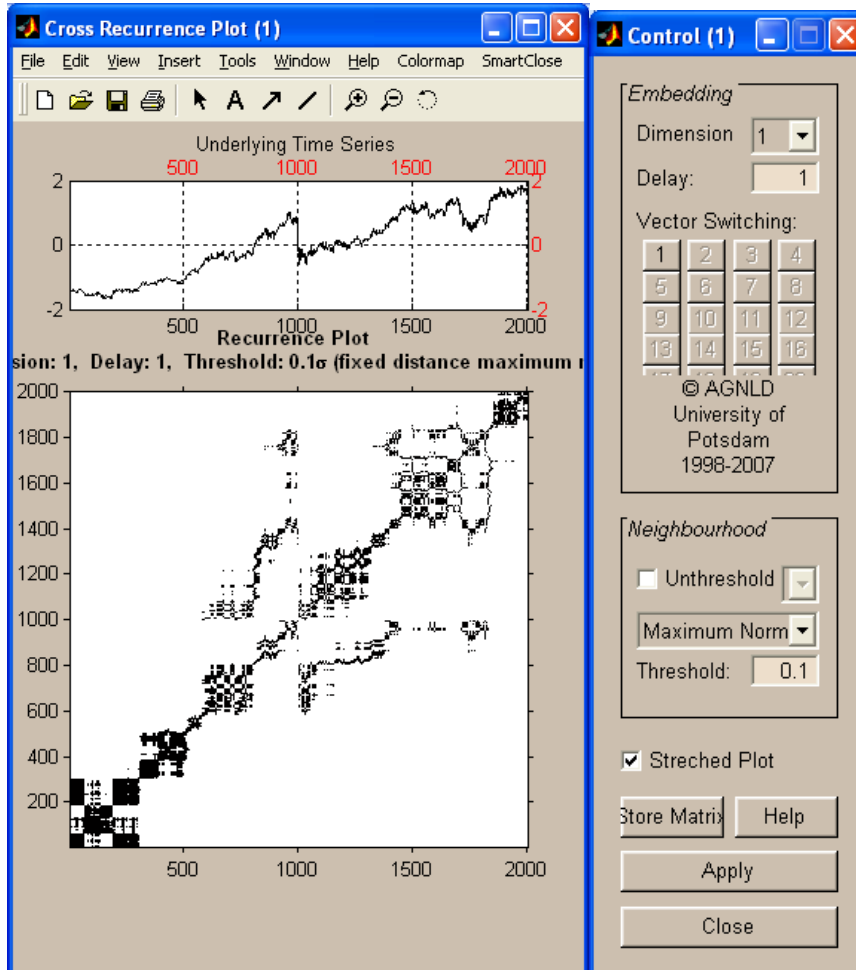 Cross Recurrence Plot (1)
File Edit View Insert Tools Window Help Colormap SmartClose
A
Underlying Time Series
500 1000 1500 2000
2 2
0 0
-2 -2
500 1000 1500 2000
Recurrence Plot
sion: 1, Delay: 1, Threshold: 0.1σ (fixed distance maximum
2000
1800
1600
1400
1200
1000
800
600
400
200
500 1000 1500 2000
Control (1)
Embedding
Dimension 1
Delay: 1
Vector Switching:
1 2 3 4
5 6 7 8
9 10 11 12
13 14 15 16
© AGNLD
University of
Potsdam
1998-2007
Neighbourhood
Unthreshold
Maximum Norm
Threshold: 0.1
Streched Plot
Store Matrix Help
Apply
Close